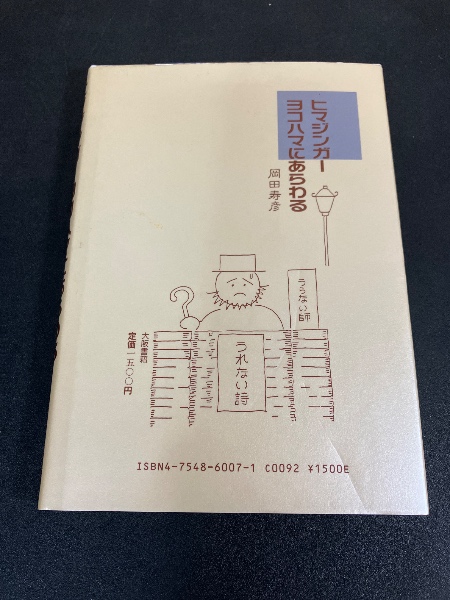 ヒマジンガー
ヨコハマにあらわる
岡田寿彦
うらない師
うれない詩
大阪書籍
定価一五〇〇円
ISBN4-7548-6007-1 C0092 ¥1500E